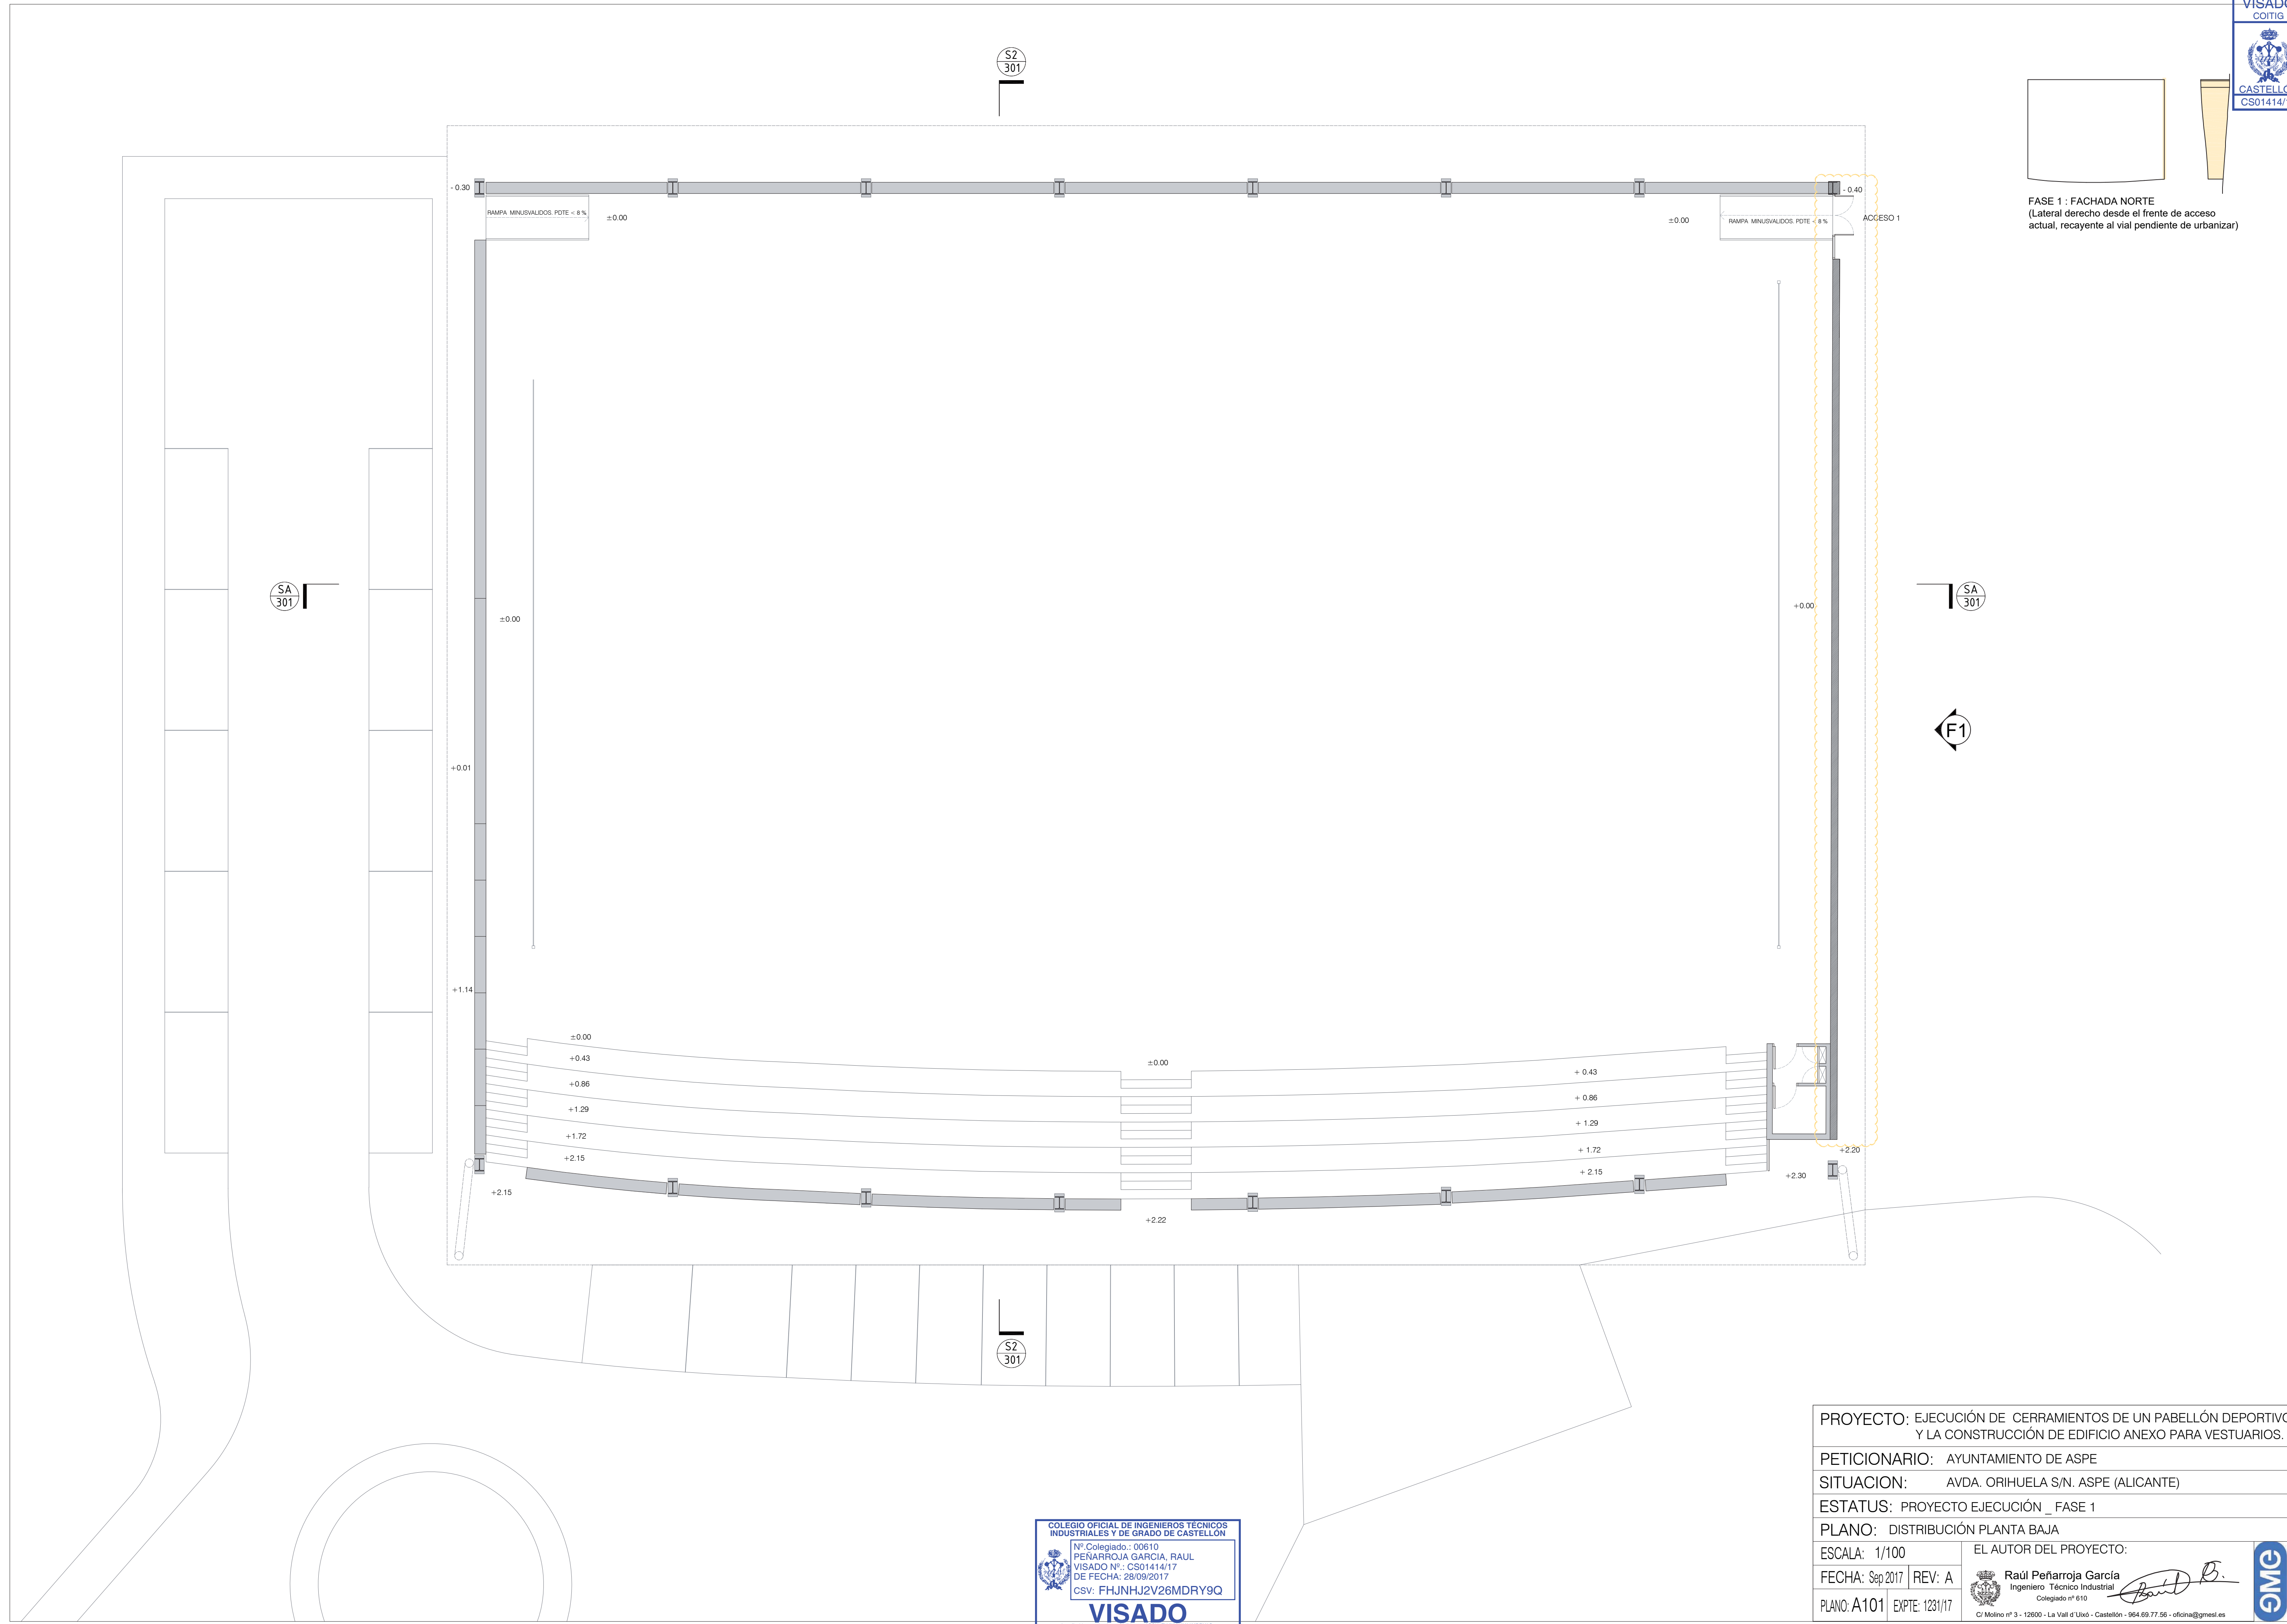 VISADO
COITIG
CASTELLO
CS01414/
S2
301
FASE 1 : FACHADA NORTE
(Lateral derecho desde el frente de acceso
actual, recayente al vial pendiente de urbanizar)
- 0.30
- 0.40
RAMPA MINUSVALIDOS. PDTE < 8 %
±0.00
±0.00
RAMPA MINUSVALIDOS. PDTE < 8 %
ACCESO 1
SA
301
±0.00
+0.00
SA
301
F1
+0.01
+1.14
±0.00
+0.43
+0.86
+1.29
+1.72
+2.15
±0.00
+ 0.43
+ 0.86
+ 1.29
+ 1.72
+ 2.15
+2.20
+2.30
+2.15
+2.22
S2
301
COLEGIO OFICIAL DE INGENIEROS TÉCNICOS
INDUSTRIALES Y DE GRADO DE CASTELLÓN
Nº.Colegiado.: 00610
PEÑARROJA GARCIA, RAUL
VISADO Nº.: CS01414/17
DE FECHA: 28/09/2017
CSV: FHJNHJ2V26MDRY9Q
VISADO
PROYECTO: EJECUCIÓN DE CERRAMIENTOS DE UN PABELLÓN DEPORTIVO
Y LA CONSTRUCCIÓN DE EDIFICIO ANEXO PARA VESTUARIOS.
PETICIONARIO: AYUNTAMIENTO DE ASPE
SITUACION: AVDA. ORIHUELA S/N. ASPE (ALICANTE)
ESTATUS: PROYECTO EJECUCIÓN _ FASE 1
PLANO: DISTRIBUCIÓN PLANTA BAJA
ESCALA: 1/100
EL AUTOR DEL PROYECTO:
FECHA: Sep 2017 REV: A
Raúl Peñarroja García
Ingeniero Técnico Industrial
Colegiado nº 610
PLANO: A101 EXPTE: 1231/17
C/ Molino nº 3 - 12600 - La Vall d´Uixó - Castellón - 964.69.77.56 - oficina@gmesl.es
GME